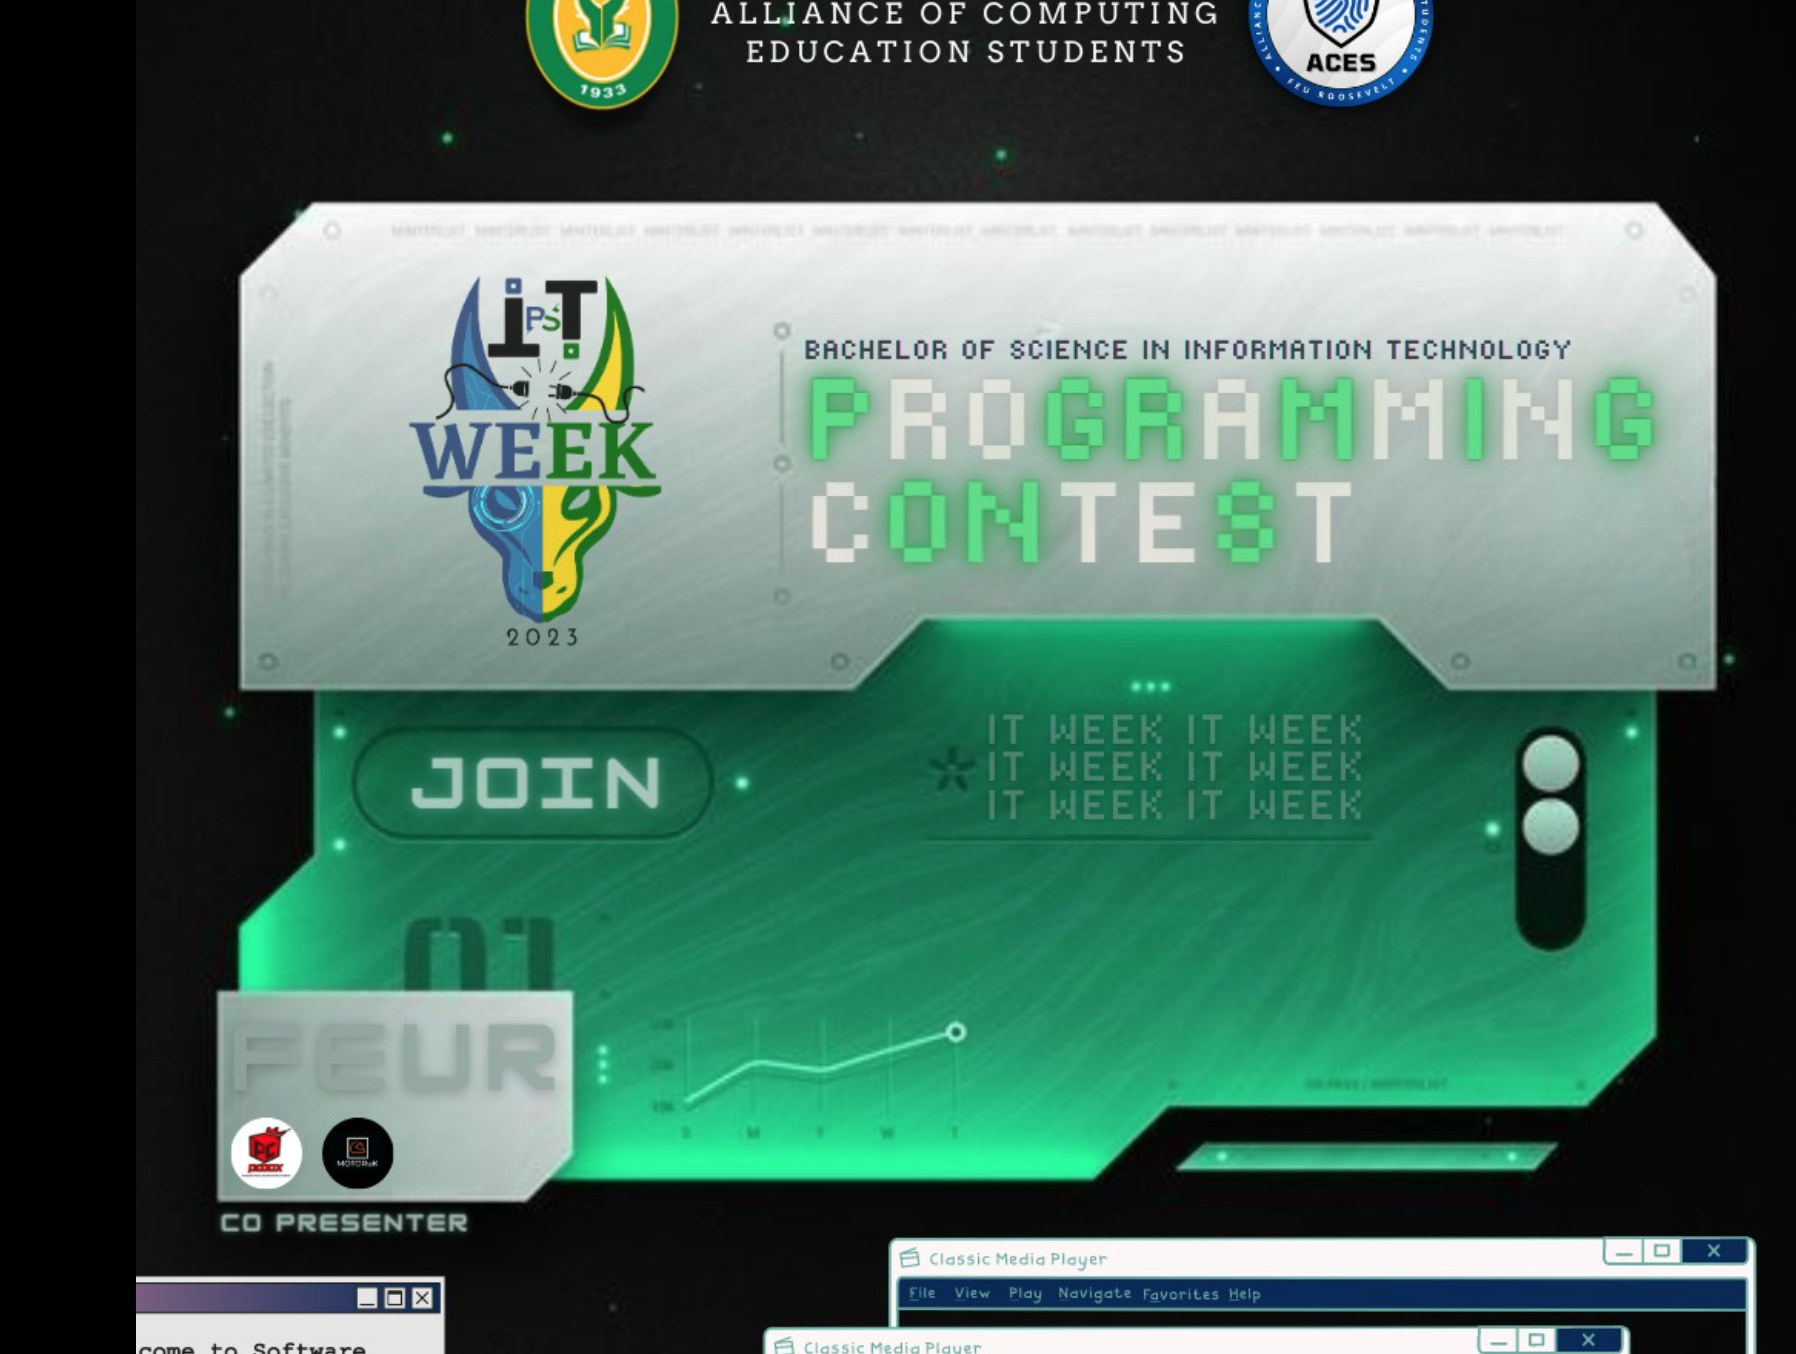 ALLIANCE OF COMPUTING
EDUCATION STUDENTS
1933
ACES
FEU ROOSEVELT
iT
PS
WEEK
2023
BACHELOR OF SCIENCE IN INFORMATION TECHNOLOGY
PROGRAMMING
CONTEST
JOIN
IT WEEK IT WEEK
IT WEEK IT WEEK
IT WEEK IT WEEK
01
FEUR
S M T W T
CO PRESENTER
Classic Media Player
File View Play Navigate Favorites Help
come to Software
Classic Media Player